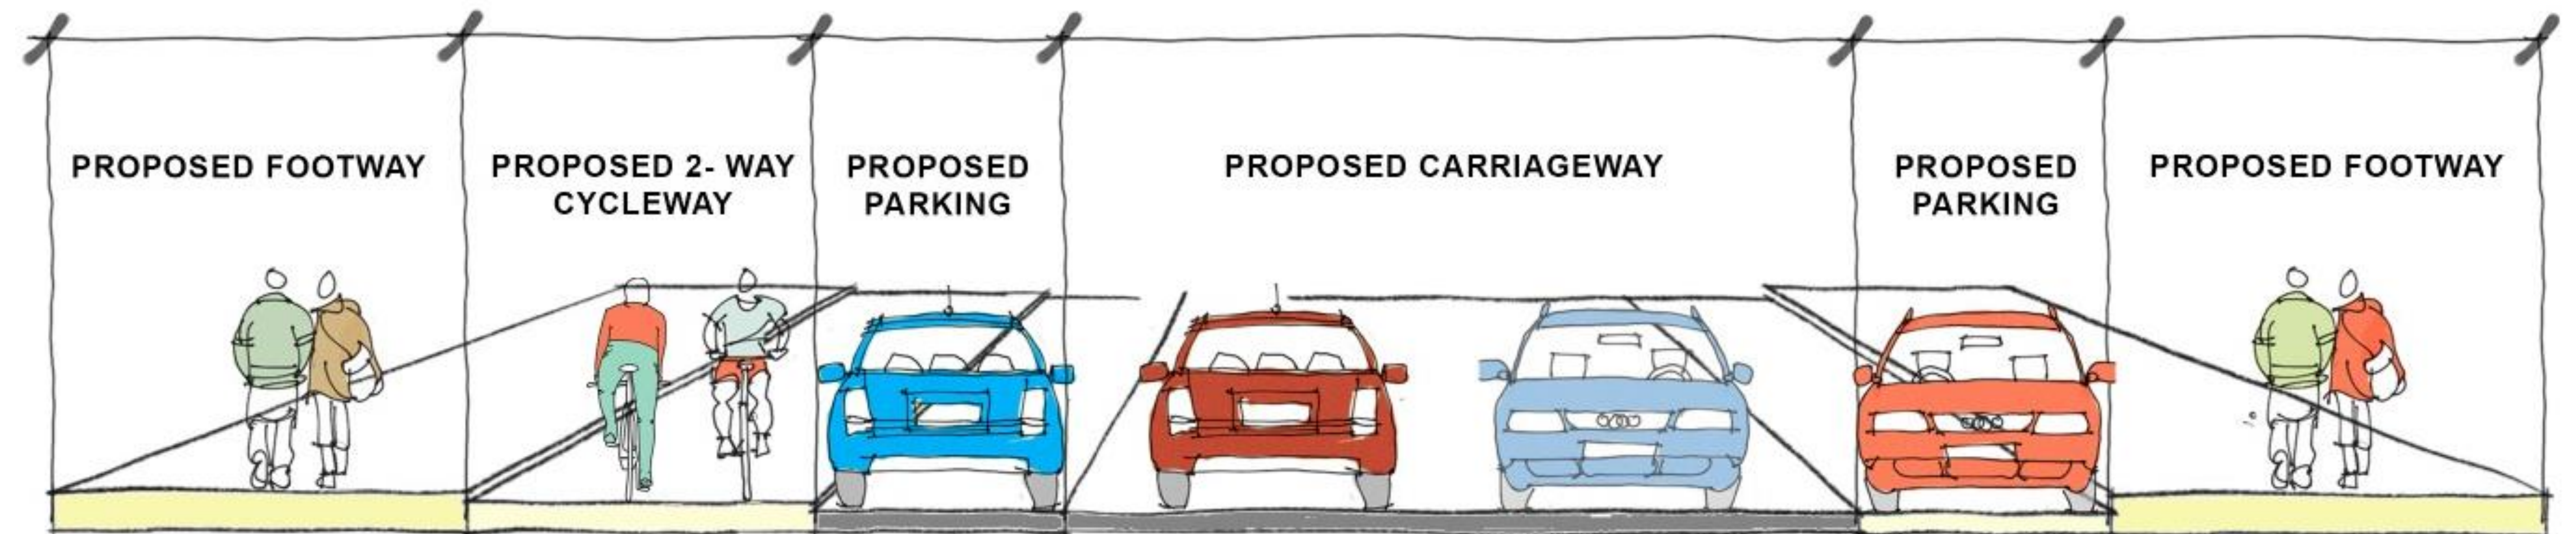 PROPOSED FOOTWAY
PROPOSED 2- WAY
CYCLEWAY
PROPOSED
PARKING
PROPOSED CARRIAGEWAY
PROPOSED
PARKING
PROPOSED FOOTWAY